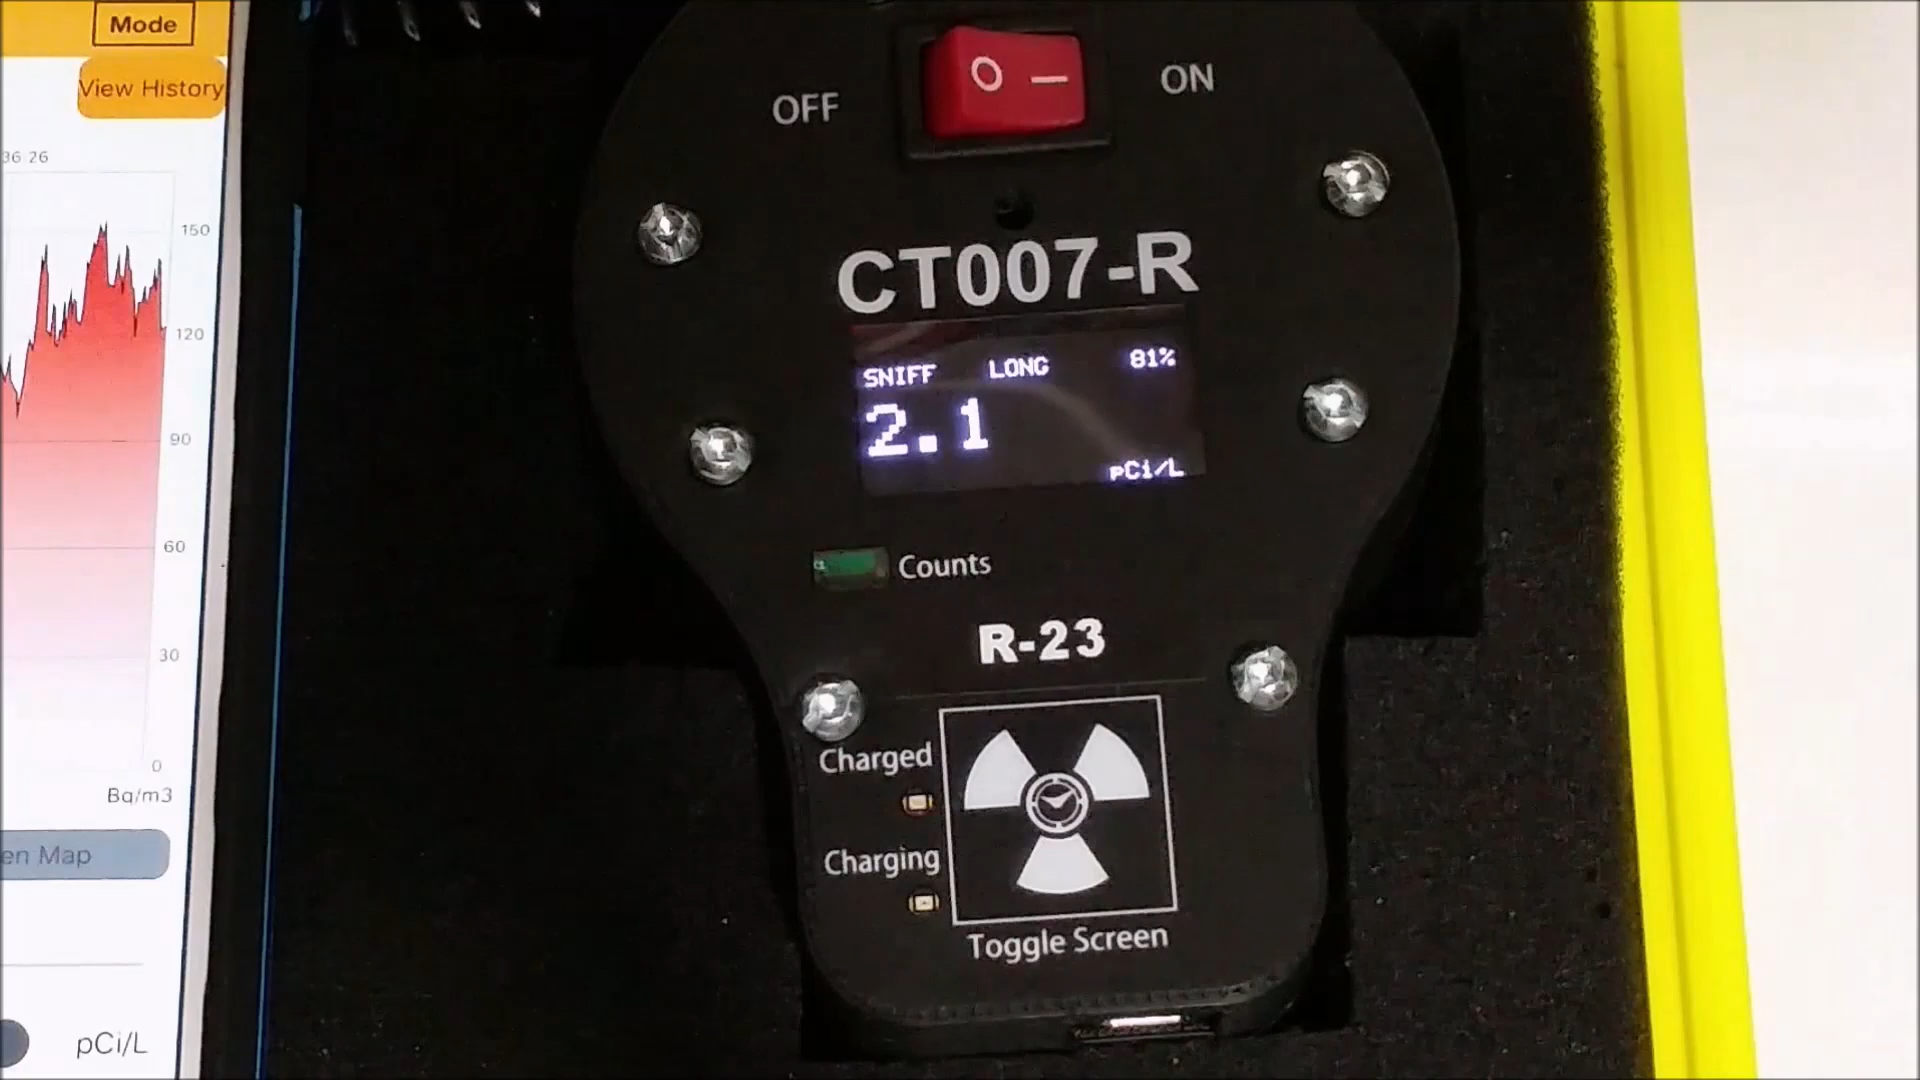 Mode
View History
36 26
150
120
90
60
30
0
Bq/m3
en Map
pCi/L
OFF
O
ON
CT007-R
SNIFF LONG 81%
2.1
pCi/L
Counts
R-23
Charged
Charging
Toggle Screen